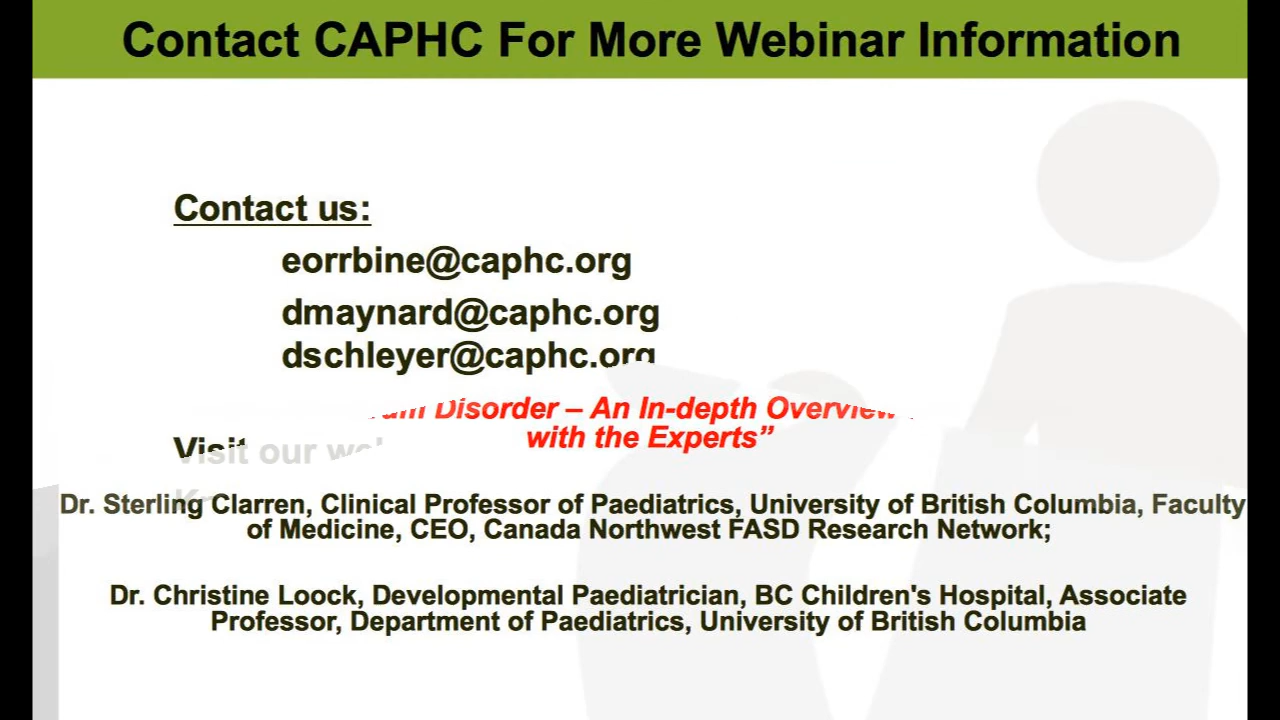 Contact CAPHC For More Webinar Information
Contact us:
eorrbine@caphc.org
dmaynard@caphc.org
dschleyer@caphc.org
Disorder – An In-depth Overview
with the Experts”
Visit our
Dr. Sterling Clarren, Clinical Professor of Paediatrics, University of British Columbia, Faculty
of Medicine, CEO, Canada Northwest FASD Research Network;
Dr. Christine Loock, Developmental Paediatrician, BC Children's Hospital, Associate
Professor, Department of Paediatrics, University of British Columbia